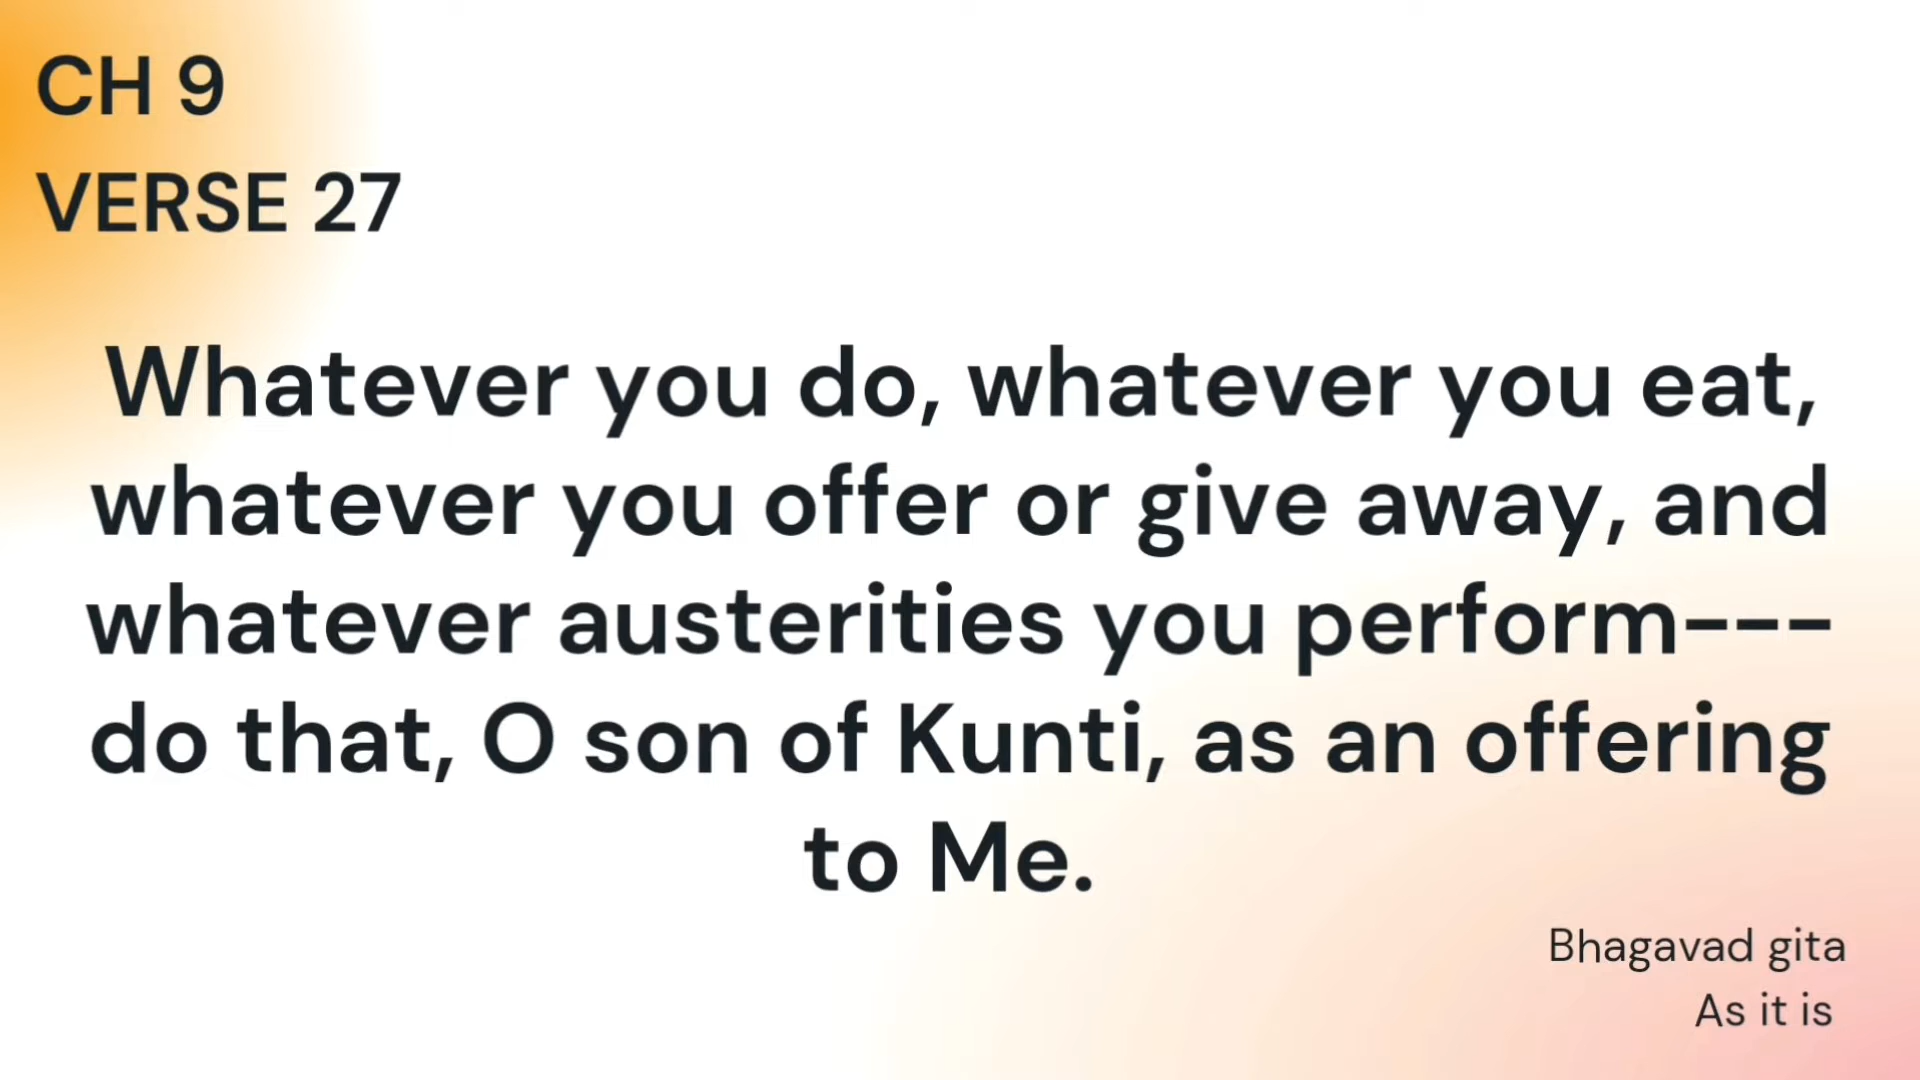 CH 9
VERSE 27
Whatever you do, whatever you eat,
whatever you offer or give away, and
whatever austerities you perform---
do that, O son of Kunti, as an offering
to Me.
Bhagavad gita
As it is